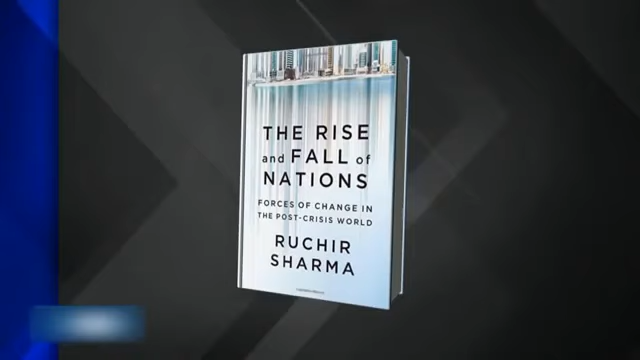 THE RISE
and FALL of
NATIONS
FORCES OF CHANGE IN
THE POST-CRISIS WORLD
RUCHIR
SHARMA